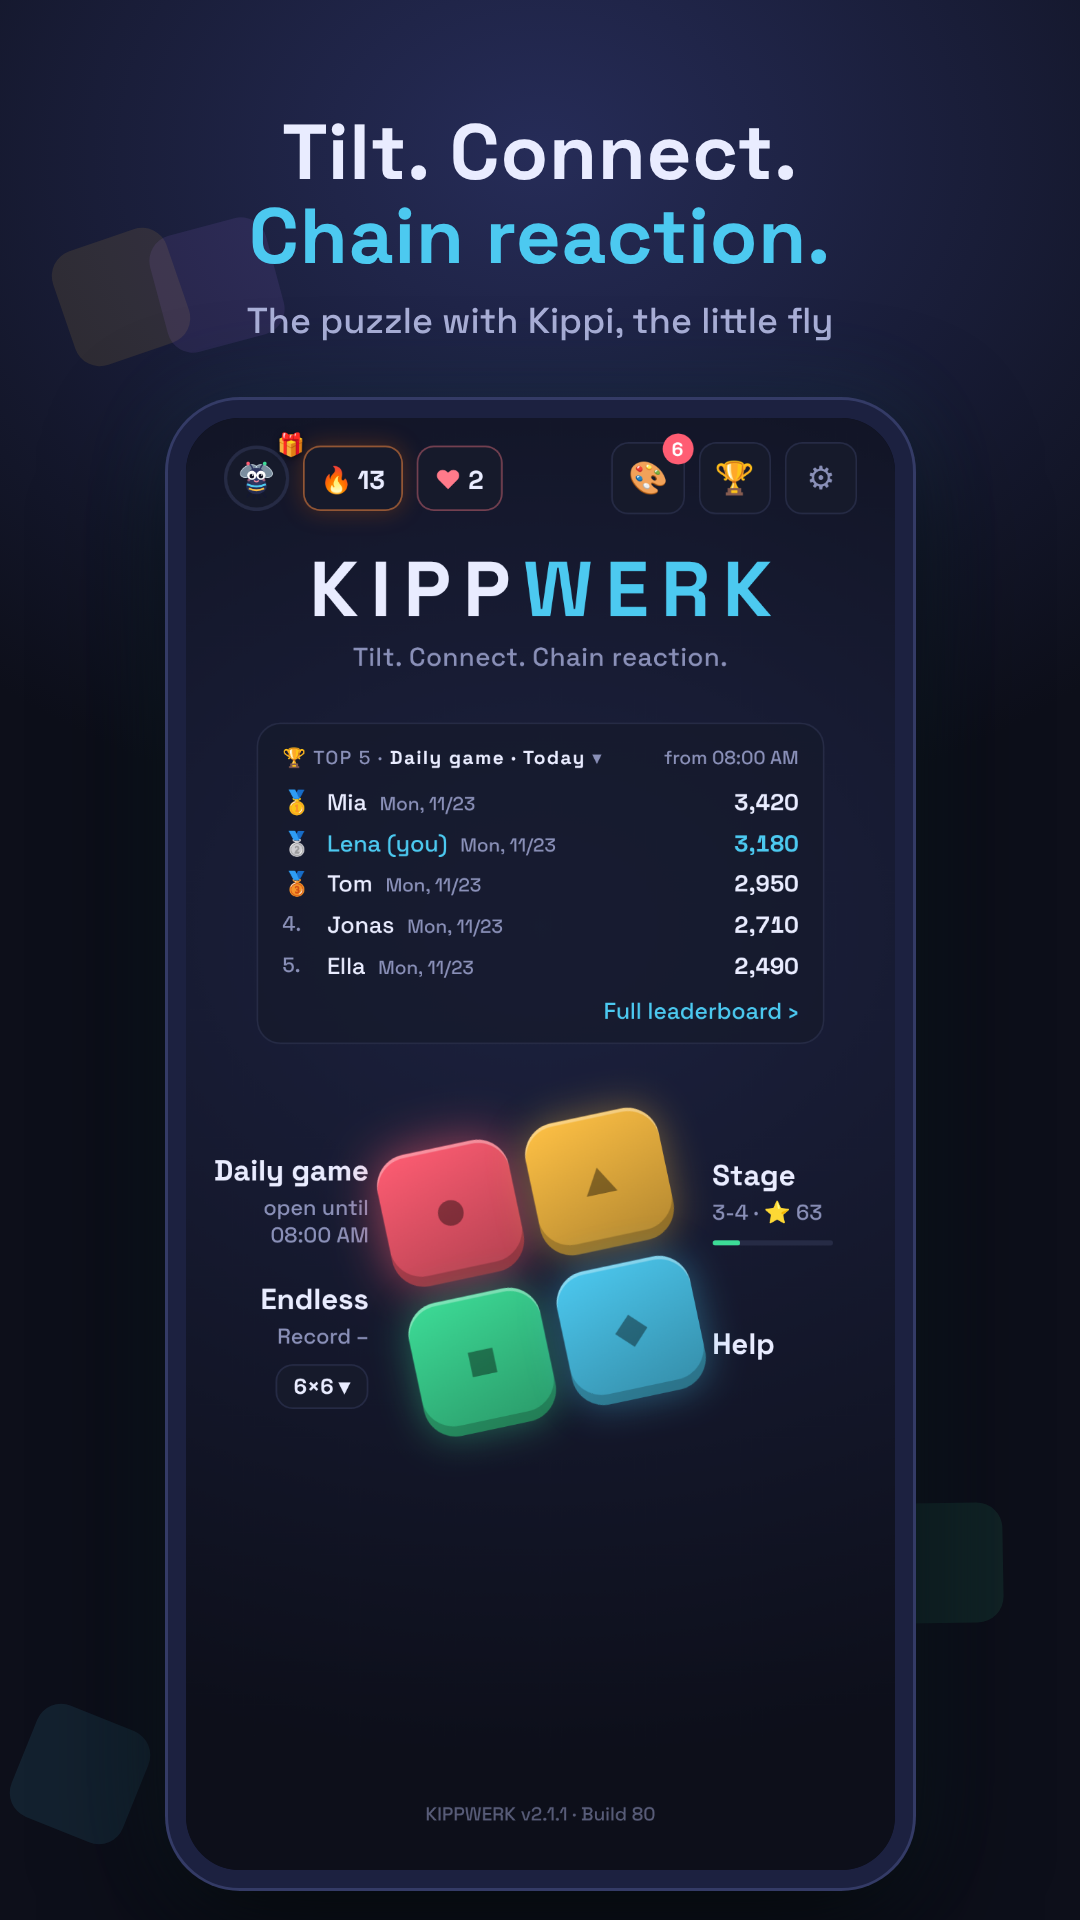 Tilt. Connect.
Chain reaction.
The puzzle with Kippi, the little fly
🔥 13
❤ 2
6
KIPPWERK
Tilt. Connect. Chain reaction.
🏆 TOP 5 · Daily game · Today ▾ from 08:00 AM
🥇 Mia Mon, 11/23 3,420
🥈 Lena (you) Mon, 11/23 3,180
🥉 Tom Mon, 11/23 2,950
4. Jonas Mon, 11/23 2,710
5. Ella Mon, 11/23 2,490
Full leaderboard >
Daily game
open until
08:00 AM
Stage
3-4 · ⭐ 63
Endless
Record –
6×6 ▾
Help
KIPPWERK v2.1.1 · Build 80